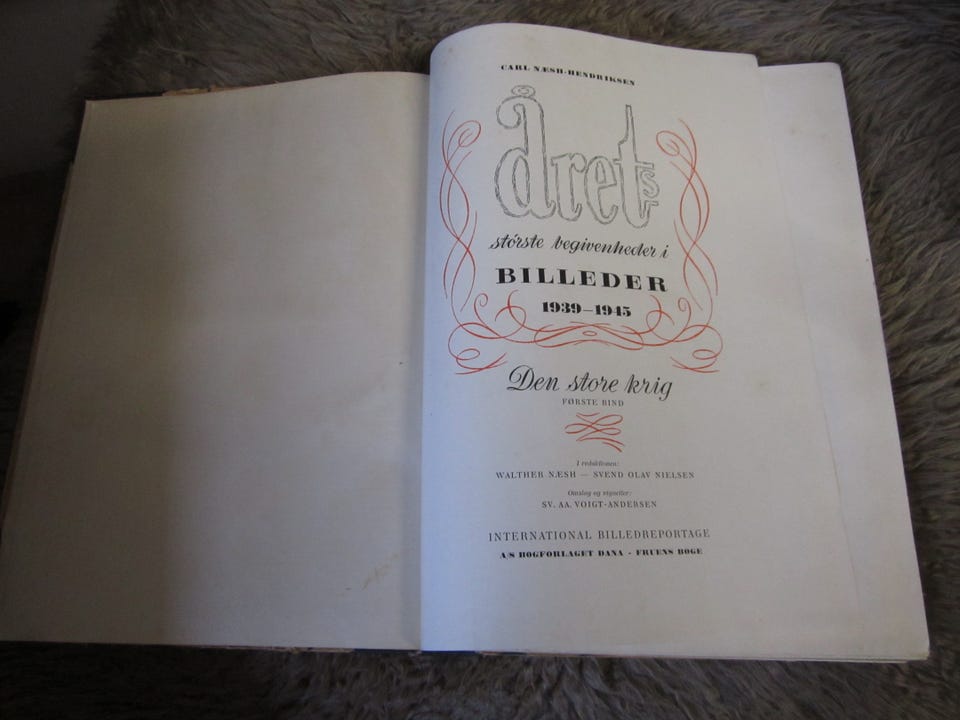 CARL NÆSH-HENDRIKSEN
Årets
største begivenheder i
BILLEDER
1939–1945
Den store krig
FØRSTE BIND
I redaktionen:
WALTHER NÆSH — SVEND OLAV NIELSEN
Omslag og vignetter:
SV. AA. VOIGT-ANDERSEN
INTERNATIONAL BILLEDREPORTAGE
A/S BOGFORLAGET DANA - FRUENS BØGE